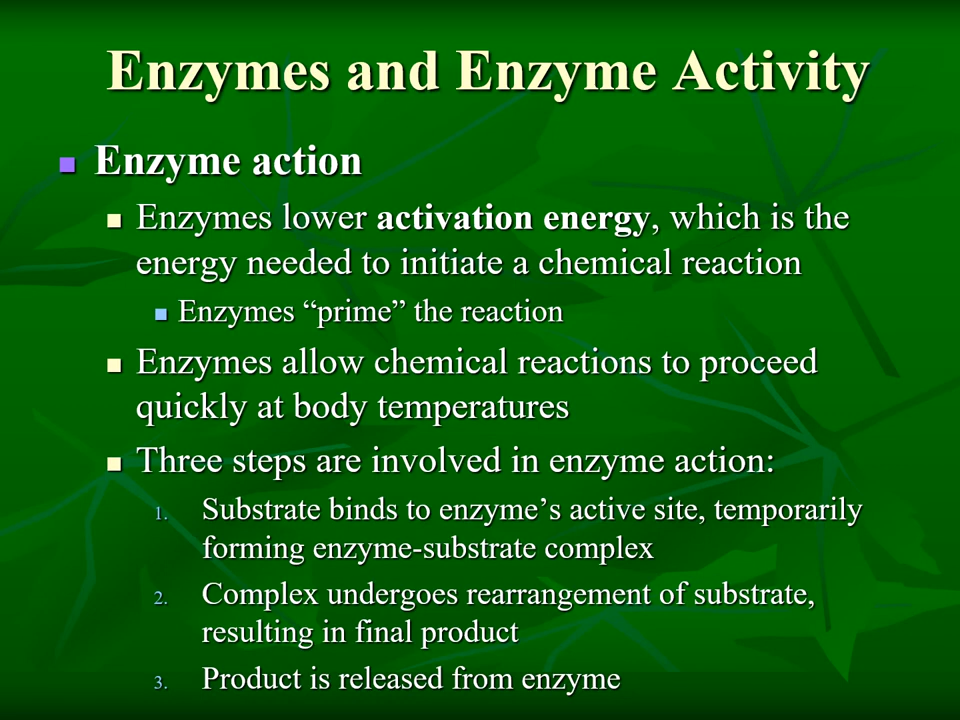 Enzymes and Enzyme Activity
Enzyme action
Enzymes lower activation energy, which is the
energy needed to initiate a chemical reaction
Enzymes “prime” the reaction
Enzymes allow chemical reactions to proceed
quickly at body temperatures
Three steps are involved in enzyme action:
1. Substrate binds to enzyme’s active site, temporarily
forming enzyme-substrate complex
2. Complex undergoes rearrangement of substrate,
resulting in final product
3. Product is released from enzyme